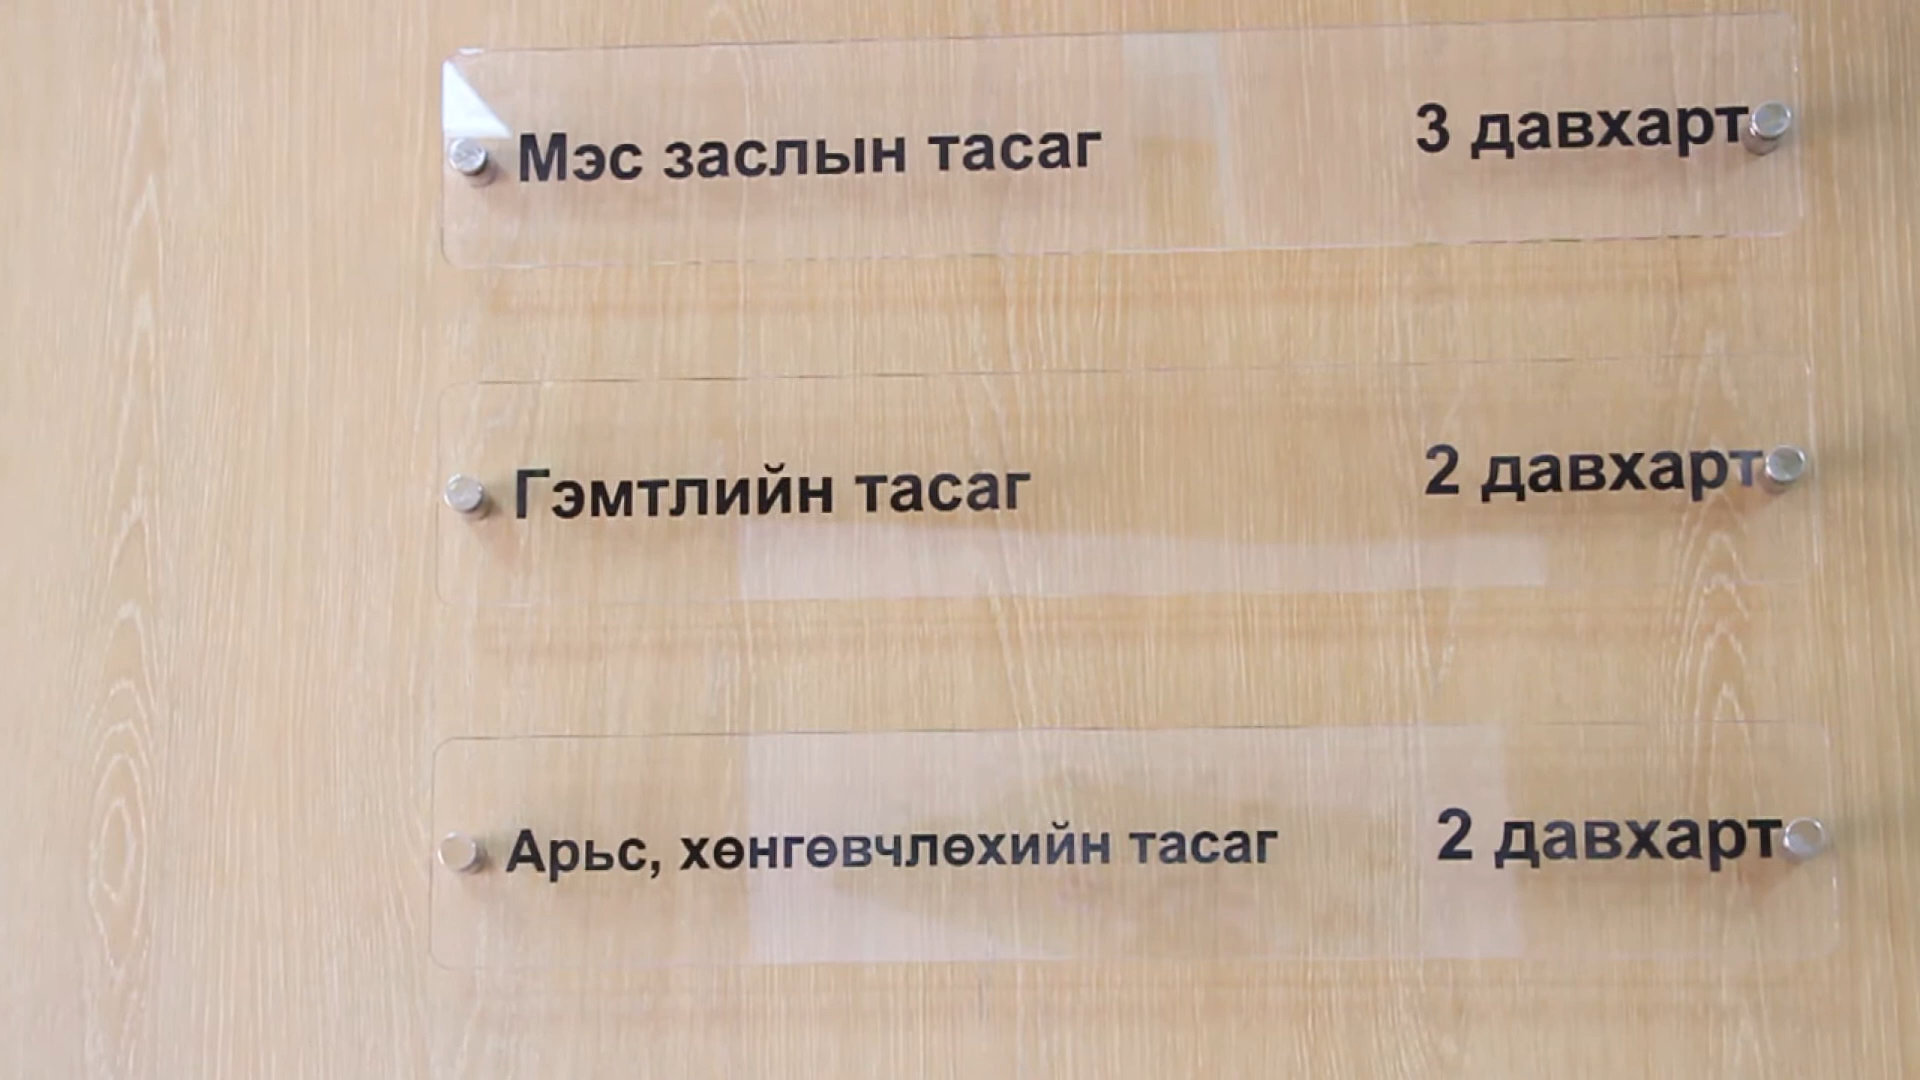 Мэс заслын тасаг 3 давхарт
Гэмтлийн тасаг 2 давхарт
Арьс, хөнгөвчлөхийн тасаг 2 давхарт